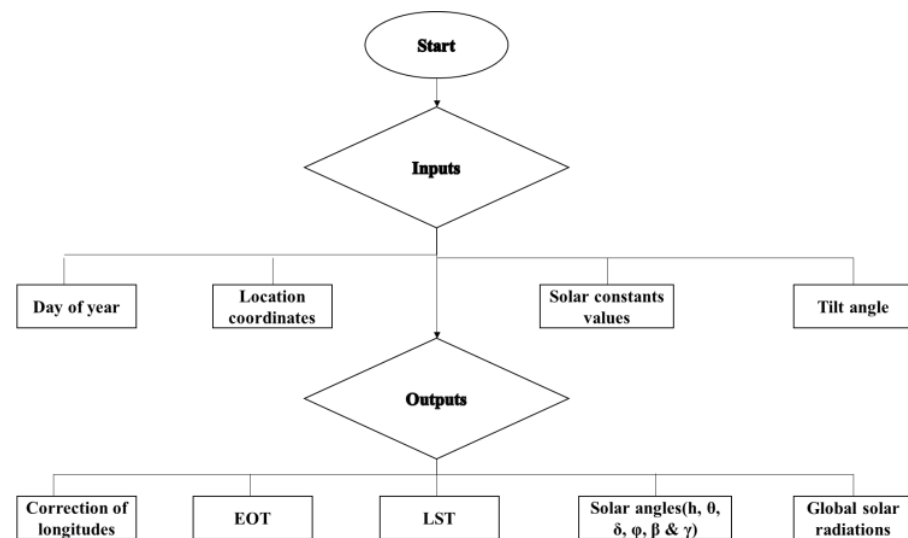 Start
Inputs
Day of year
Location
coordinates
Solar constants
values
Tilt angle
Outputs
Correction of
longitudes
EOT
LST
Solar angles(h, θ,
δ, φ, β & γ)
Global solar
radiations